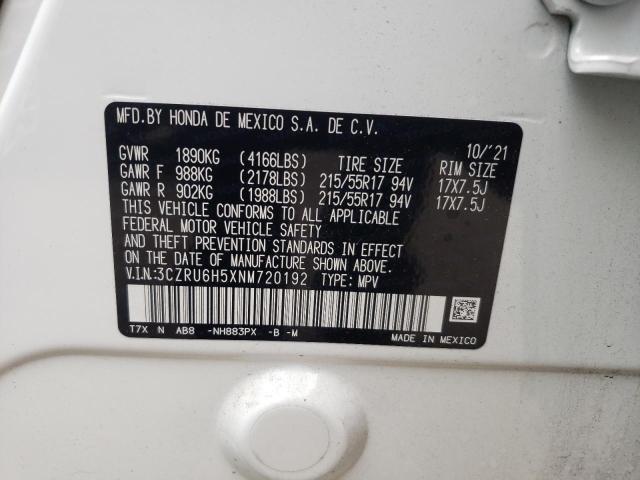 MFD.BY HONDA DE MEXICO S.A. DE C.V.
10/'21
GVWR 1890KG (4166LBS) TIRE SIZE RIM SIZE
GAWR F 988KG (2178LBS) 215/55R17 94V 17X7.5J
GAWR R 902KG (1988LBS) 215/55R17 94V 17X7.5J
THIS VEHICLE CONFORMS TO ALL APPLICABLE
FEDERAL MOTOR VEHICLE SAFETY
AND THEFT PREVENTION STANDARDS IN EFFECT
ON THE DATE OF MANUFACTURE SHOWN ABOVE.
V.I.N:3CZRU6H5XNM720192 TYPE: MPV
T7X N AB8 -NH883PX -B -M
MADE IN MEXICO